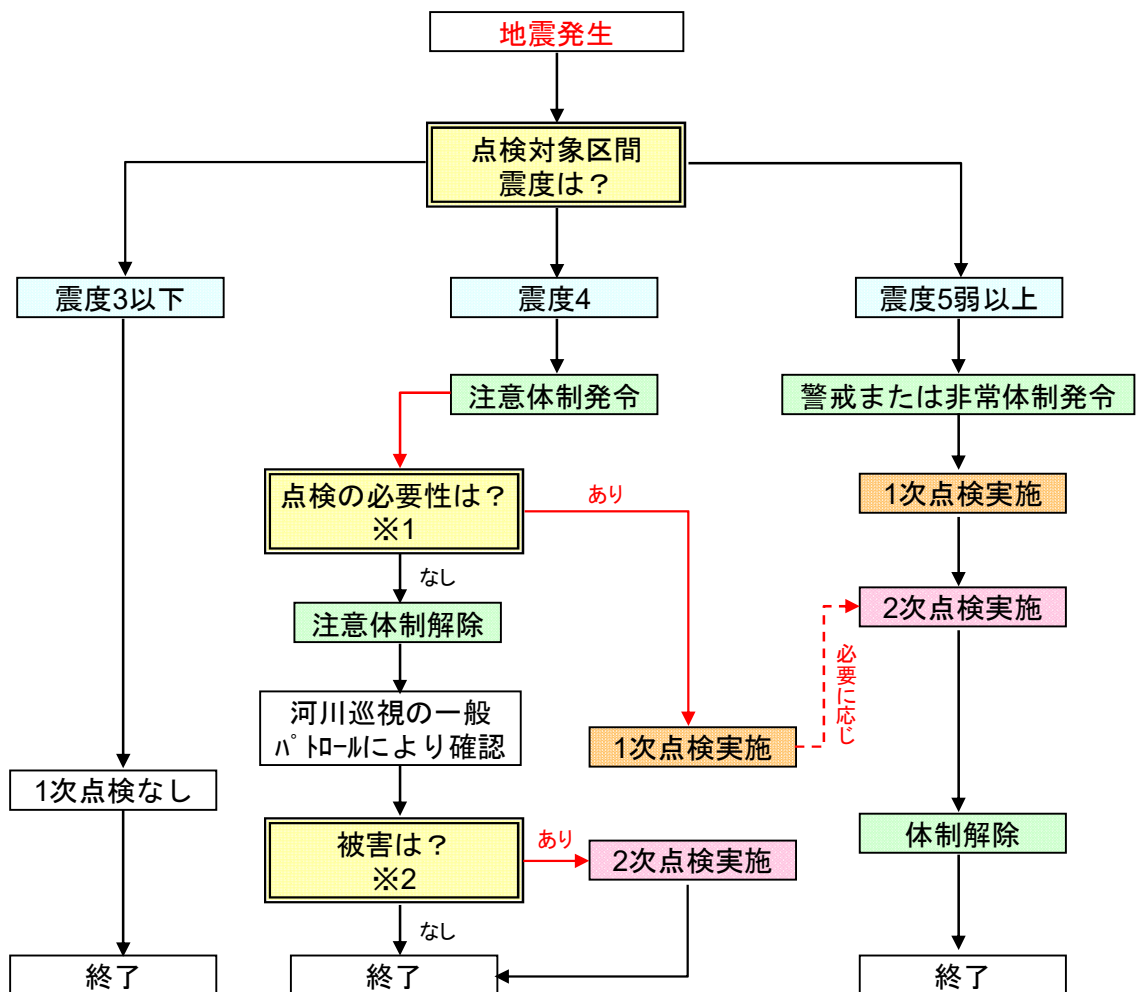 地震発生
点検対象区間
震度は？
震度3以下
震度4
震度5弱以上
注意体制発令
警戒または非常体制発令
点検の必要性は？
※1
あり
1次点検実施
なし
2次点検実施
注意体制解除
必要に応じ
河川巡視の一般
ﾊﾟﾄﾛｰﾙにより確認
1次点検実施
1次点検なし
体制解除
被害は？
※2
あり
2次点検実施
なし
終了
終了
終了